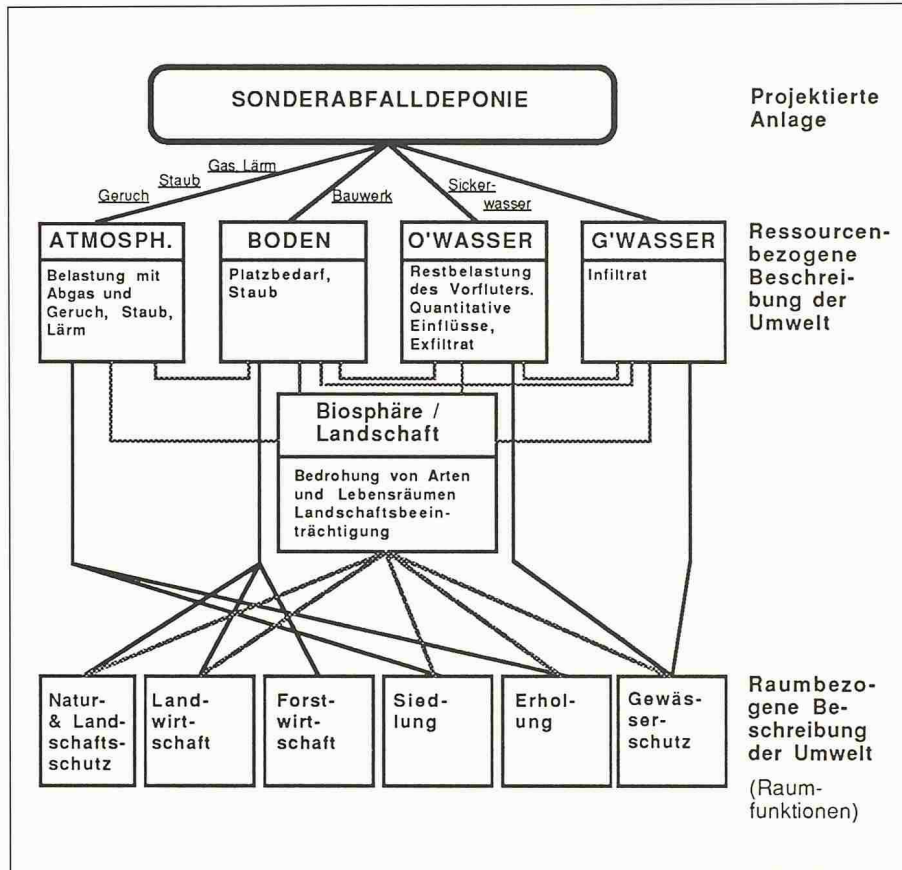 SONDERABFALLDEPONIE
Projektierte
Anlage
Gas, Lärm
Staub
Geruch
Bauwerk
Sicker-
wasser
ATMOSPH.
Belastung mit
Abgas und
Geruch, Staub,
Lärm
BODEN
Platzbedarf,
Staub
O'WASSER
Restbelastung
des Vorfluters.
Quantitative
Einflüsse,
Exfiltrat
G'WASSER
Infiltrat
Ressourcen-
bezogene
Beschrei-
bung der
Umwelt
Biosphäre /
Landschaft
Bedrohung von Arten
und Lebensräumen
Landschaftsbeein-
trächtigung
Natur-
& Land-
schafts-
schutz
Land-
wirt-
schaft
Forst-
wirt-
schaft
Sied-
lung
Erhol-
ung
Gewäs-
ser-
schutz
Raumbezo-
gene Be-
schreibung
der Umwelt
(Raum-
funktionen)